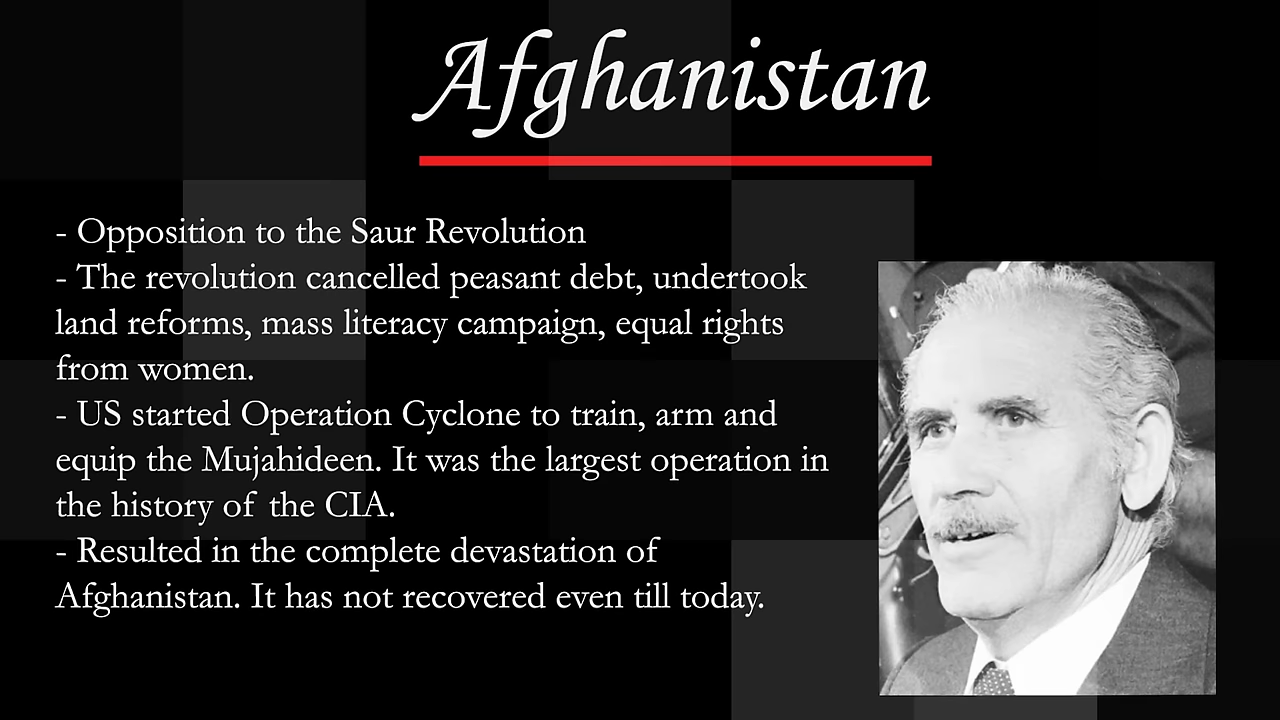 Afghanistan
- Opposition to the Saur Revolution
- The revolution cancelled peasant debt, undertook
land reforms, mass literacy campaign, equal rights
from women.
- US started Operation Cyclone to train, arm and
equip the Mujahideen. It was the largest operation in
the history of the CIA.
- Resulted in the complete devastation of
Afghanistan. It has not recovered even till today.